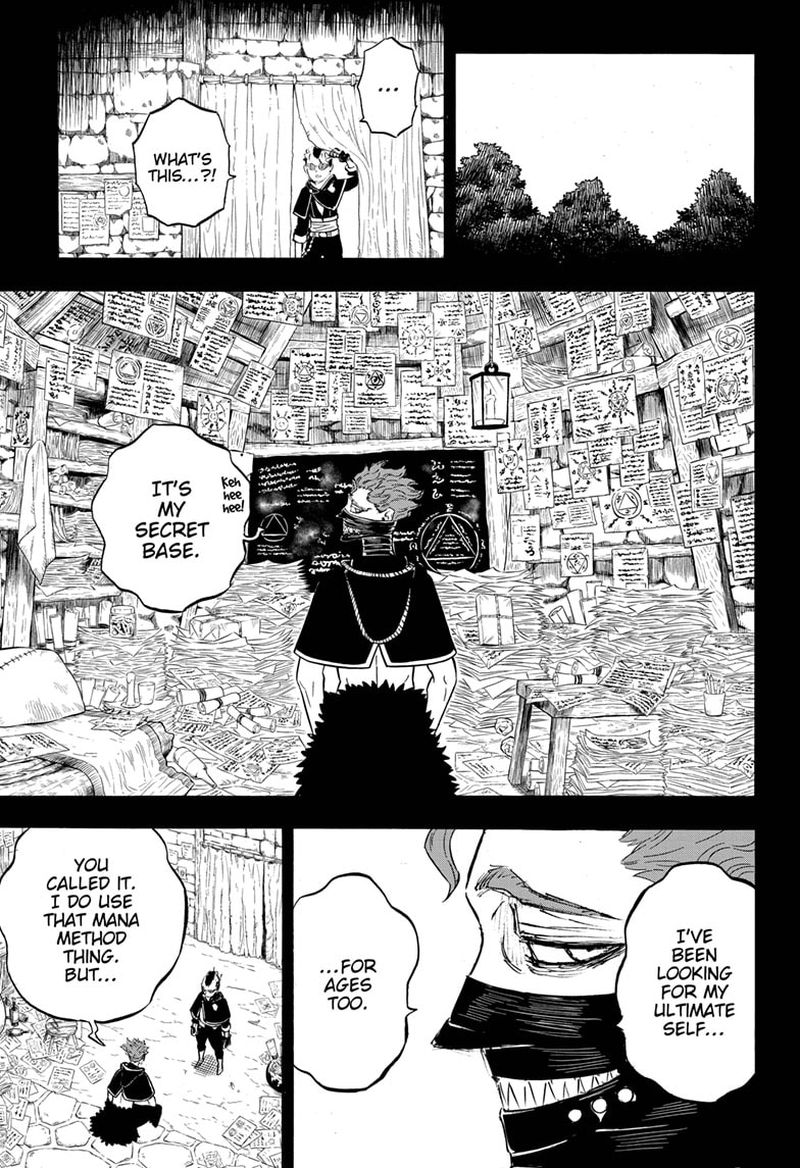 ...
WHAT'S
THIS...?!
IT'S
MY
SECRET
BASE.
Keh
hee
hee!
I'VE
BEEN
LOOKING
FOR MY
ULTIMATE
SELF...
...FOR
AGES
TOO.
YOU
CALLED IT.
I DO USE
THAT MANA
METHOD
THING.
BUT...